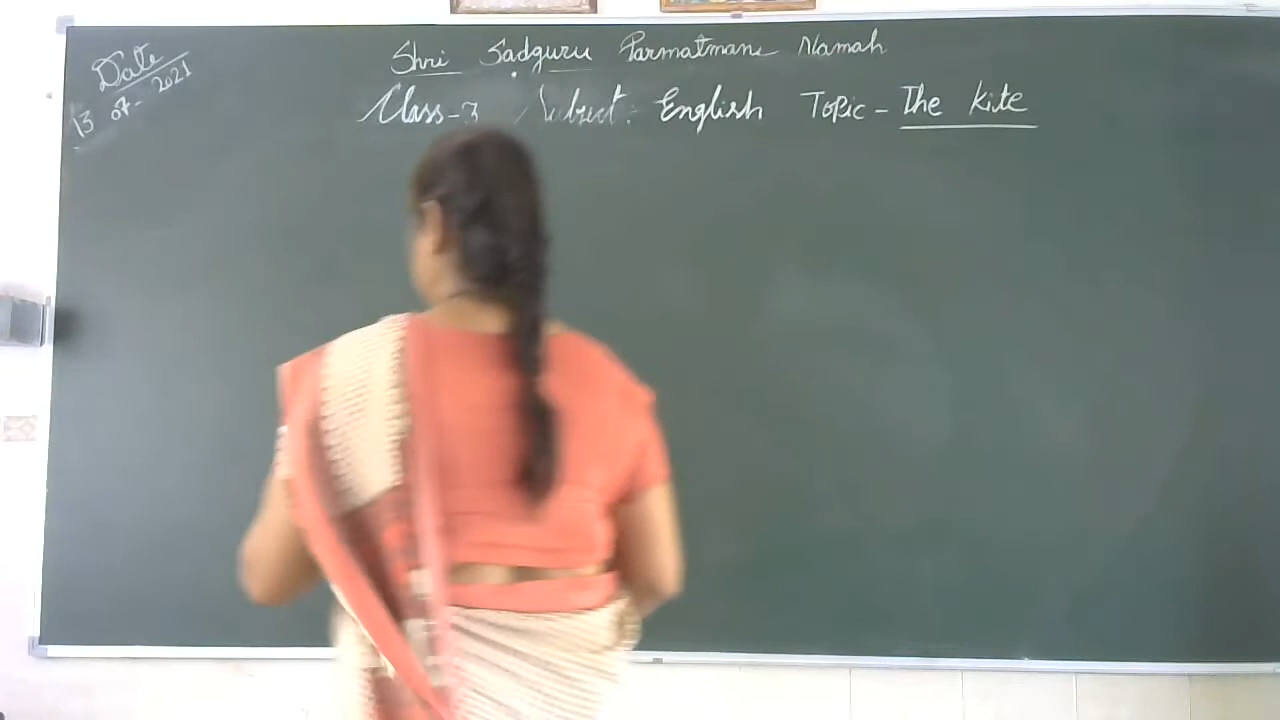 Date
13 07- 2021
Shri Sadguru Parmatmane Namah
Class-3 Subject: English Topic - The kite